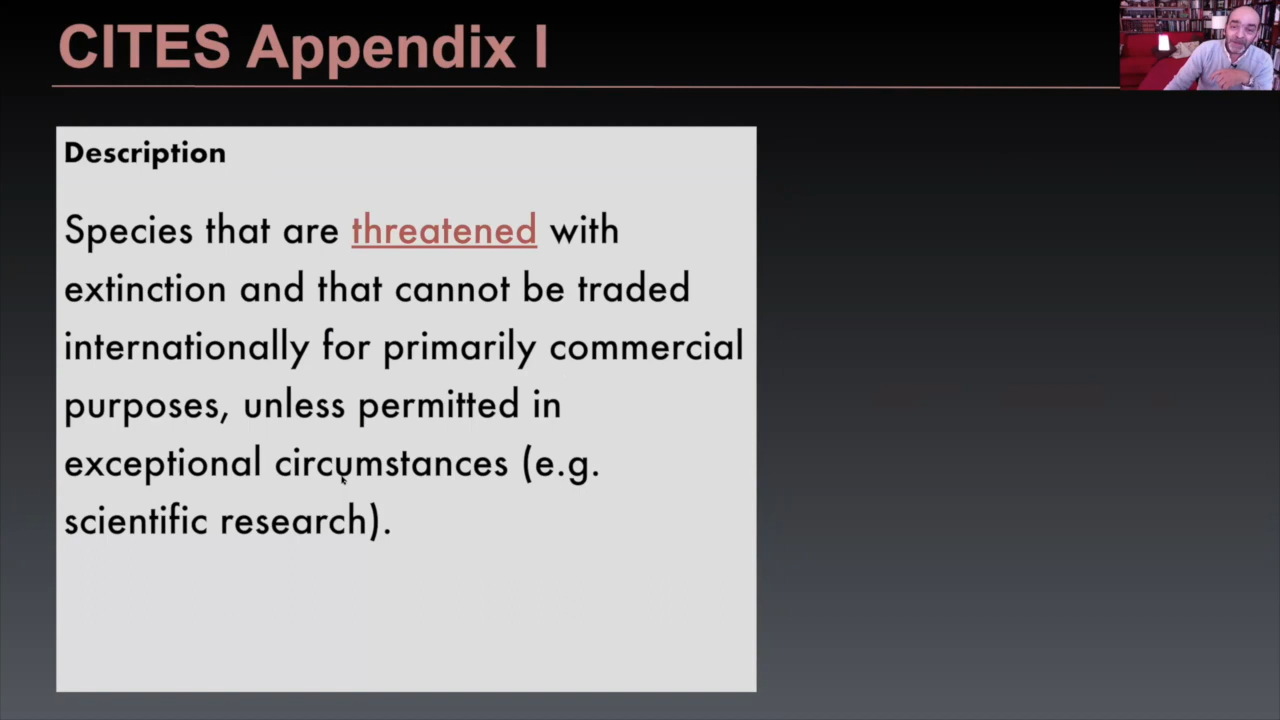 CITES Appendix I
Description
Species that are threatened with
extinction and that cannot be traded
internationally for primarily commercial
purposes, unless permitted in
exceptional circumstances (e.g.
scientific research).